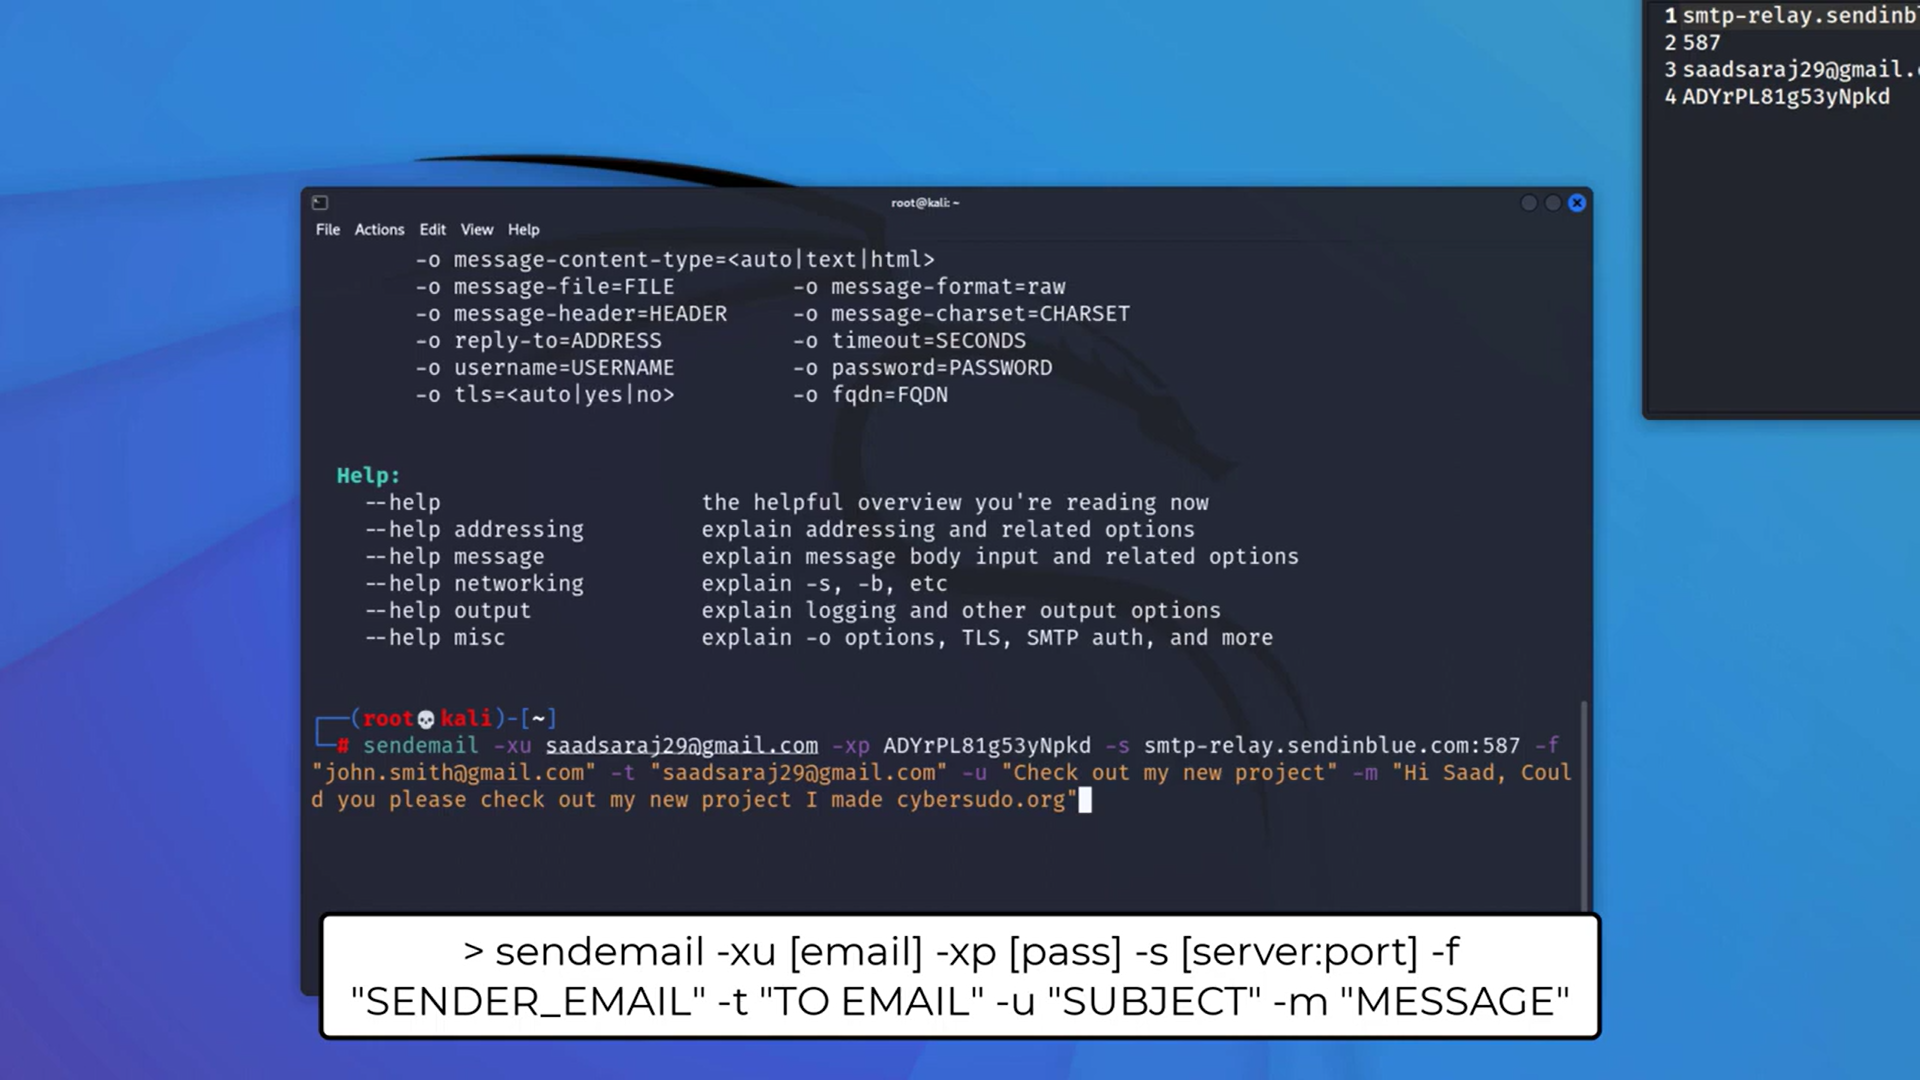 1 smtp-relay.sendinbl
2 587
3 saadsaraj29@gmail.
4 ADYrPL81g53yNpkd
root@kali: ~
File Actions Edit View Help
-o message-content-type=<auto|text|html>
-o message-file=FILE -o message-format=raw
-o message-header=HEADER -o message-charset=CHARSET
-o reply-to=ADDRESS -o timeout=SECONDS
-o username=USERNAME -o password=PASSWORD
-o tls=<auto|yes|no> -o fqdn=FQDN
Help:
--help the helpful overview you're reading now
--help addressing explain addressing and related options
--help message explain message body input and related options
--help networking explain -s, -b, etc
--help output explain logging and other output options
--help misc explain -o options, TLS, SMTP auth, and more
(root💀kali)-[~]
# sendemail -xu saadsaraj29@gmail.com -xp ADYrPL81g53yNpkd -s smtp-relay.sendinblue.com:587 -f
"john.smith@gmail.com" -t "saadsaraj29@gmail.com" -u "Check out my new project" -m "Hi Saad, Coul
d you please check out my new project I made cybersudo.org"
> sendemail -xu [email] -xp [pass] -s [server:port] -f
"SENDER_EMAIL" -t "TO EMAIL" -u "SUBJECT" -m "MESSAGE"